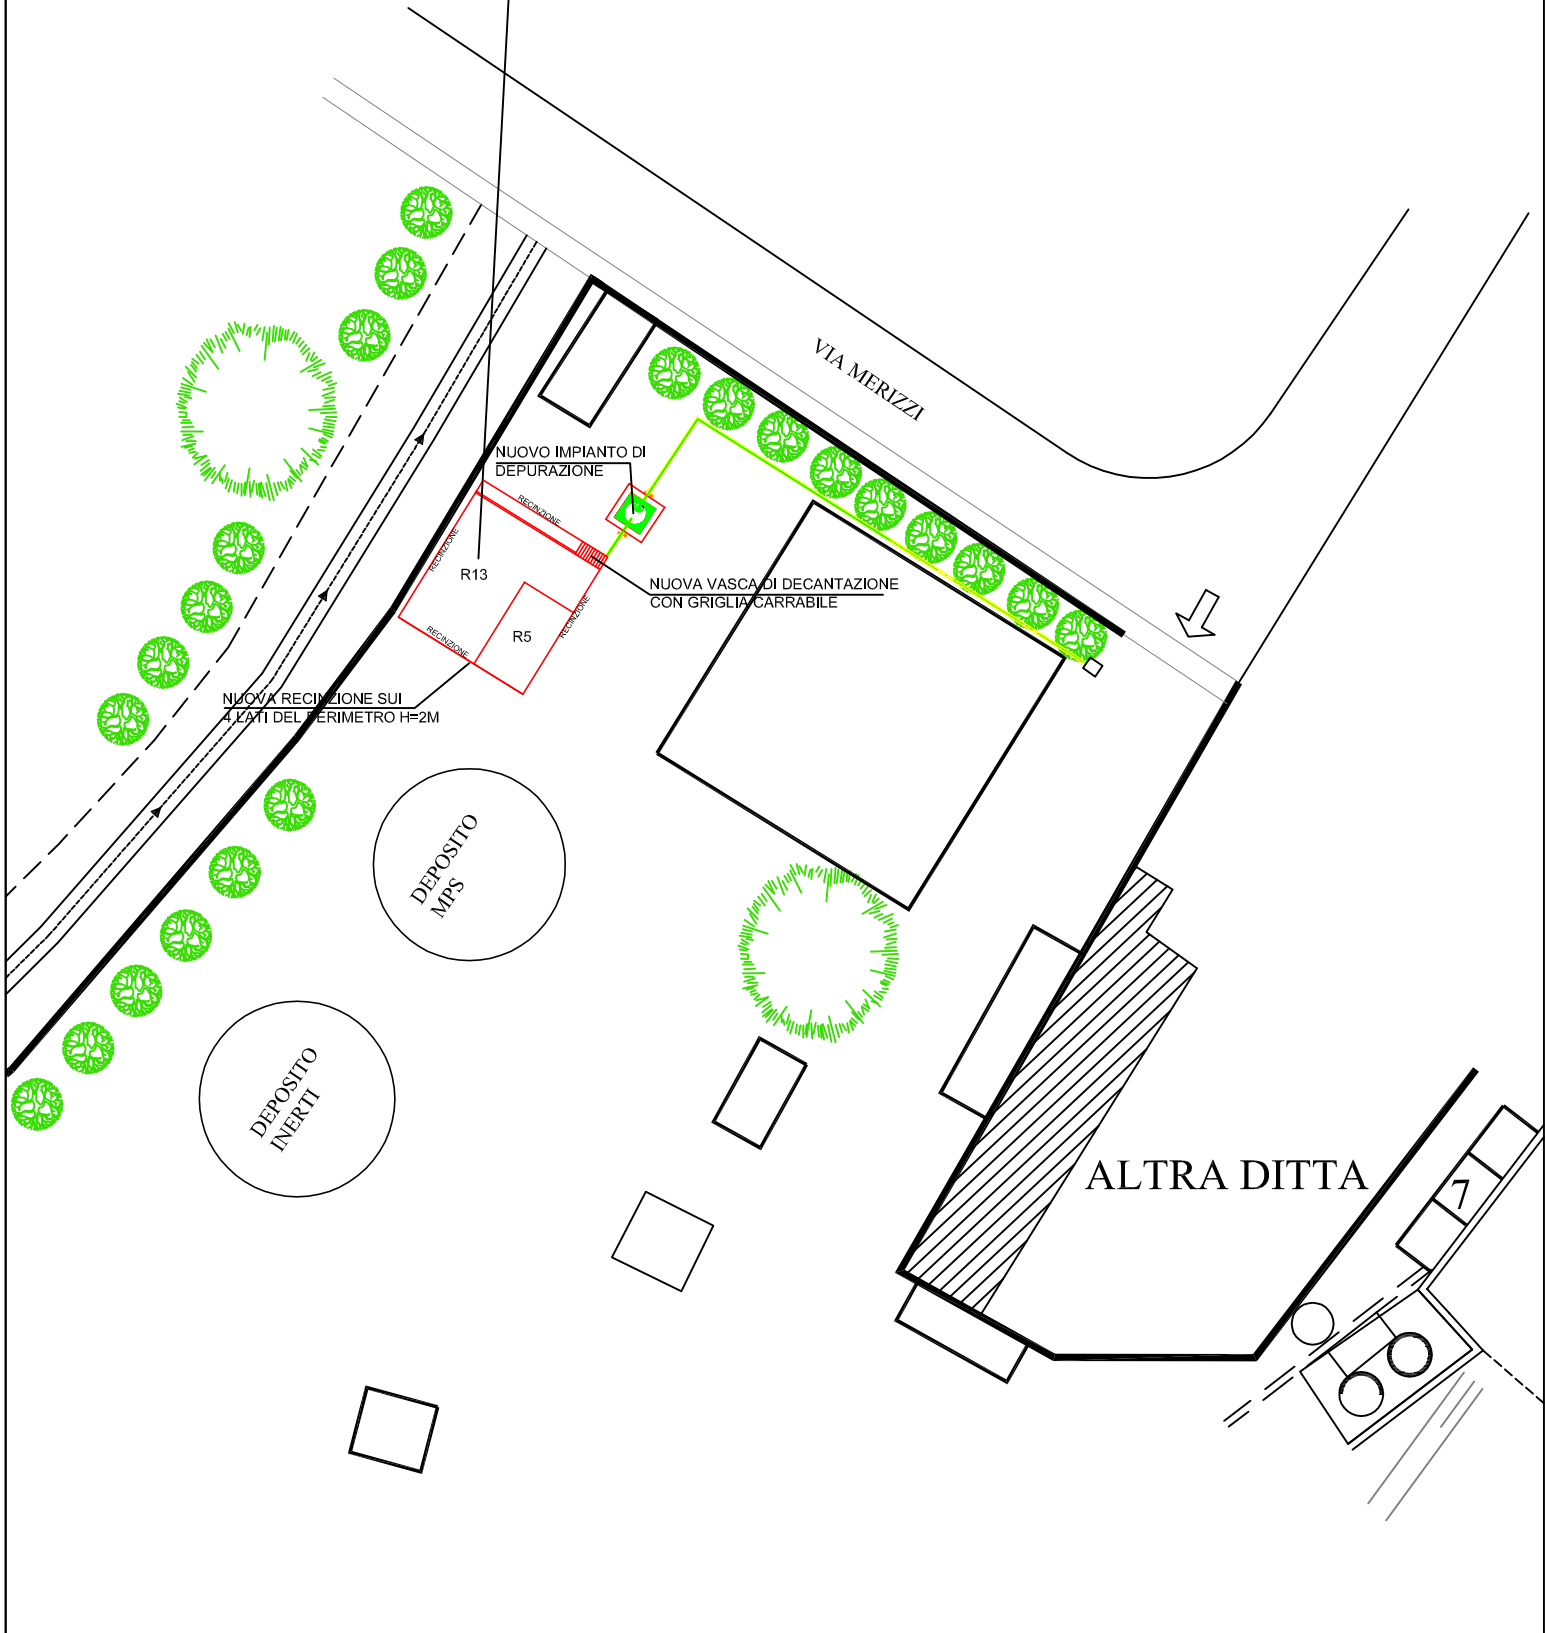 VIA MERIZZI
NUOVO IMPIANTO DI
DEPURAZIONE
RECINZIONE
RECINZIONE
R13
NUOVA VASCA DI DECANTAZIONE
CON GRIGLIA CARRABILE
RECINZIONE
R5
RECINZIONE
NUOVA RECINZIONE SUI
4 LATI DEL PERIMETRO H=2M
DEPOSITO
MPS
DEPOSITO
INERTI
ALTRA DITTA
7